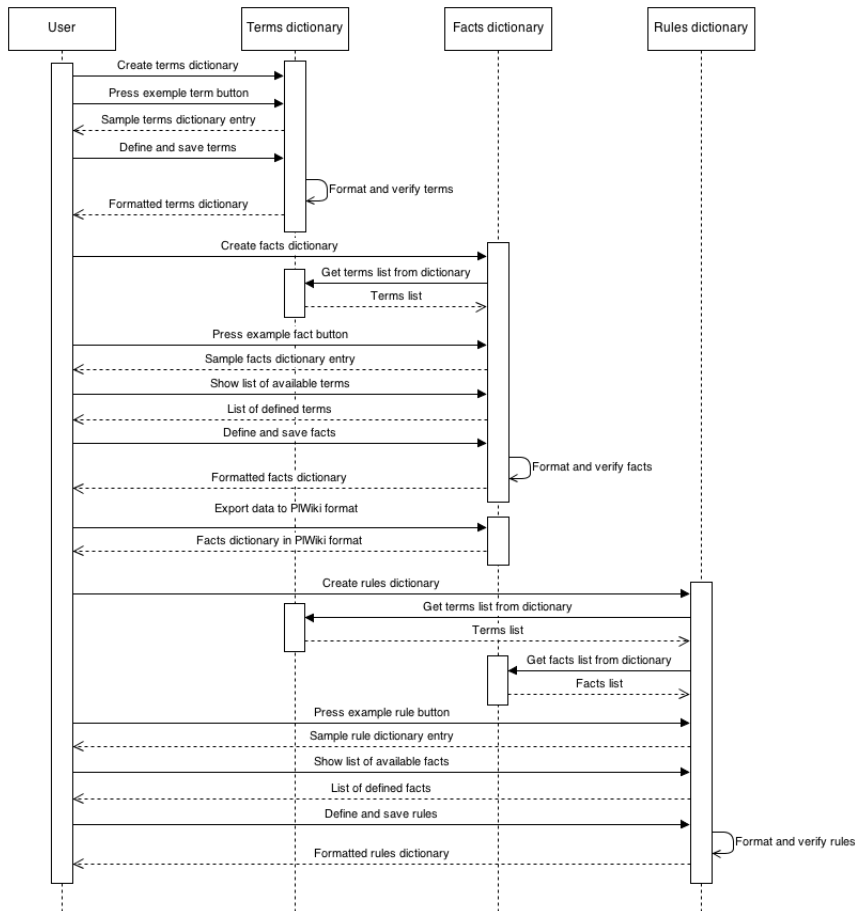 User
Terms dictionary
Facts dictionary
Rules dictionary
Create terms dictionary
Press exemple term button
Sample terms dictionary entry
Define and save terms
Format and verify terms
Formatted terms dictionary
Create facts dictionary
Get terms list from dictionary
Terms list
Press example fact button
Sample facts dictionary entry
Show list of available terms
List of defined terms
Define and save facts
Format and verify facts
Formatted facts dictionary
Export data to PlWiki format
Facts dictionary in PlWiki format
Create rules dictionary
Get terms list from dictionary
Terms list
Get facts list from dictionary
Facts list
Press example rule button
Sample rule dictionary entry
Show list of available facts
List of defined facts
Define and save rules
Format and verify rules
Formatted rules dictionary